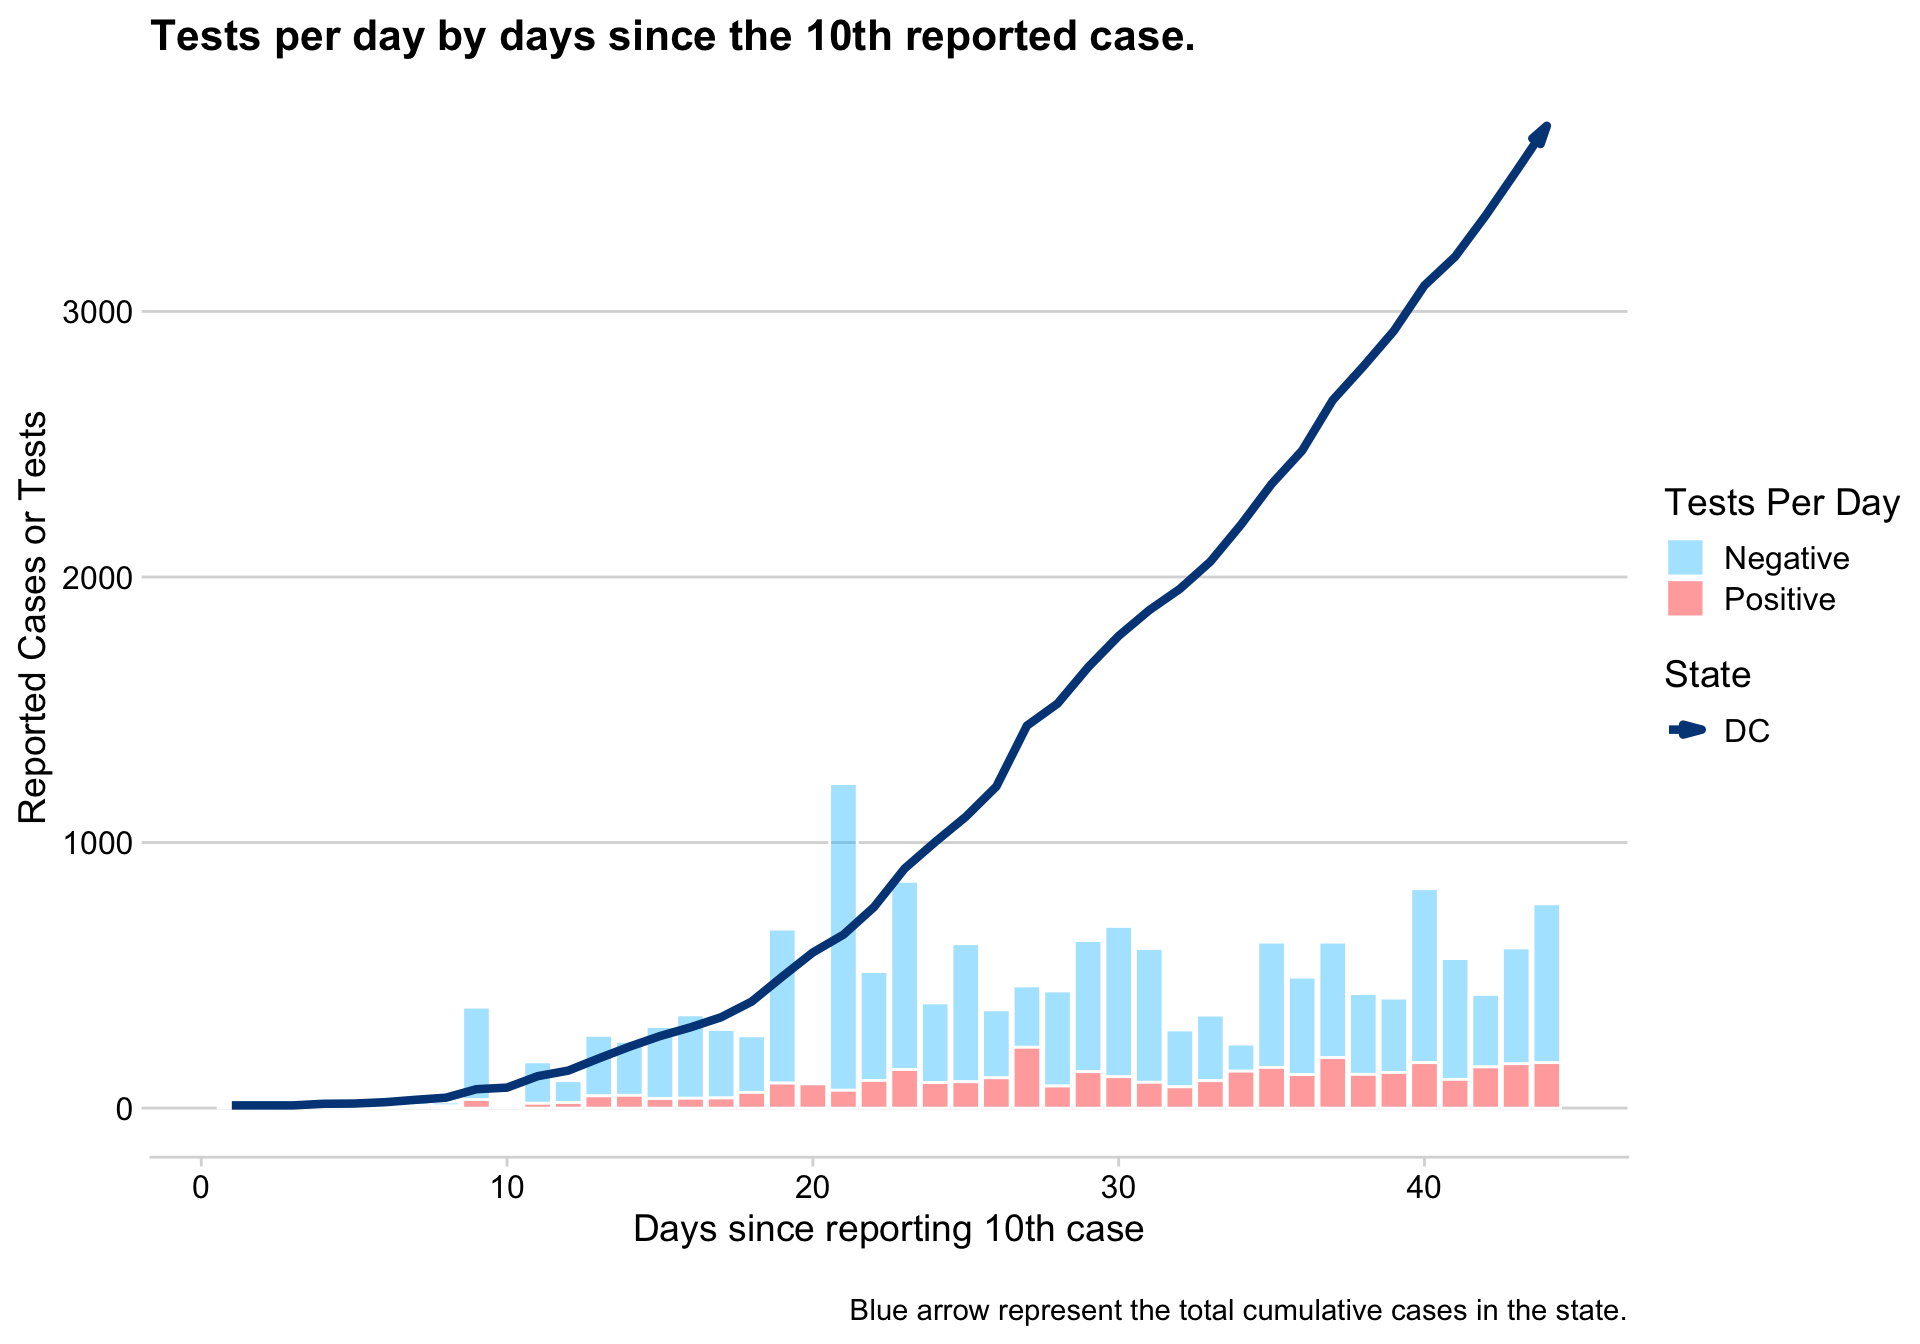 Tests per day by days since the 10th reported case.
Reported Cases or Tests
3000
2000
1000
0
0 10 20 30 40
Days since reporting 10th case
Tests Per Day
Negative
Positive
State
DC
Blue arrow represent the total cumulative cases in the state.